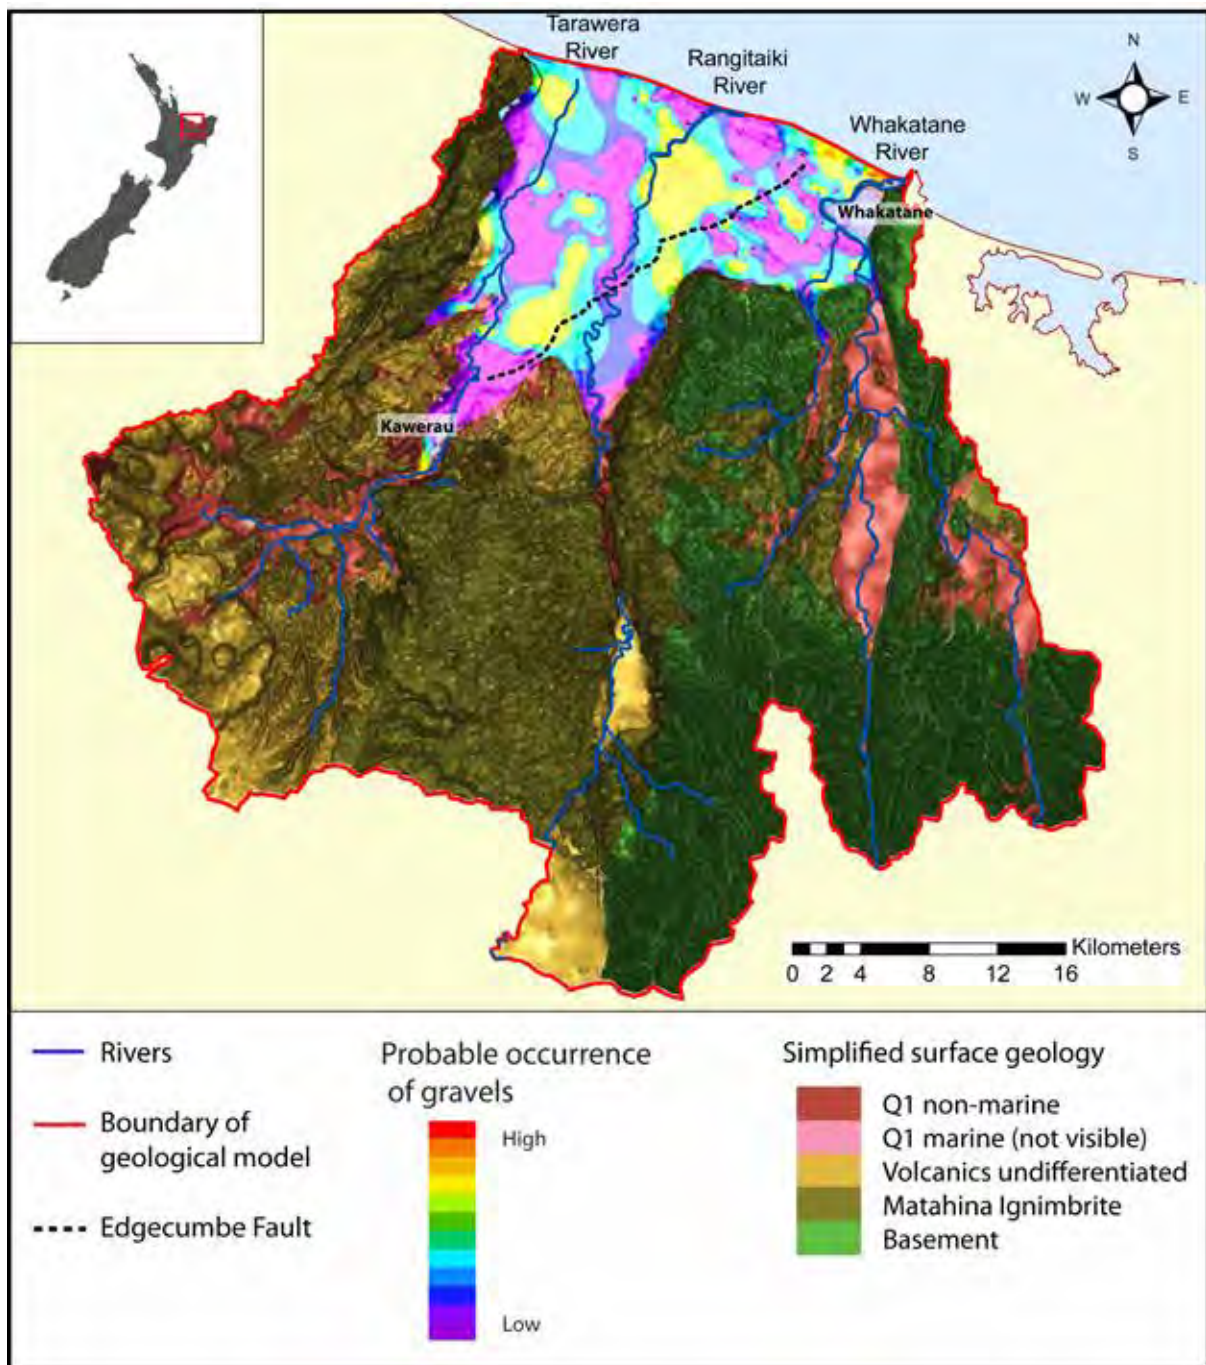 Tarawera
River
Rangitaiki
River
Whakatane
River
N
W
E
S
Whakatane
Kawerau
Kilometers
0 2 4 8 12 16
Rivers
Boundary of
geological model
Edgecumbe Fault
Probable occurrence
of gravels
High
Low
Simplified surface geology
Q1 non-marine
Q1 marine (not visible)
Volcanics undifferentiated
Matahina Ignimbrite
Basement